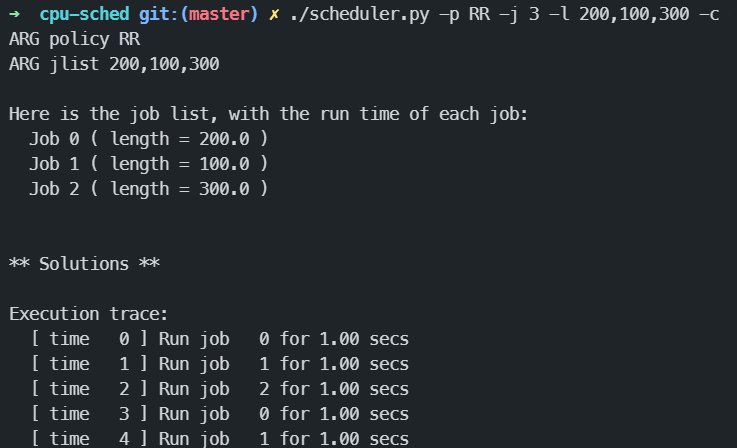 ➜  cpu-sched git:(master) ✗ ./scheduler.py -p RR -j 3 -l 200,100,300 -c
ARG policy RR
ARG jlist 200,100,300
Here is the job list, with the run time of each job:
  Job 0 ( length = 200.0 )
  Job 1 ( length = 100.0 )
  Job 2 ( length = 300.0 )
** Solutions **
Execution trace:
  [ time   0 ] Run job   0 for 1.00 secs
  [ time   1 ] Run job   1 for 1.00 secs
  [ time   2 ] Run job   2 for 1.00 secs
  [ time   3 ] Run job   0 for 1.00 secs
  [ time   4 ] Run job   1 for 1.00 secs